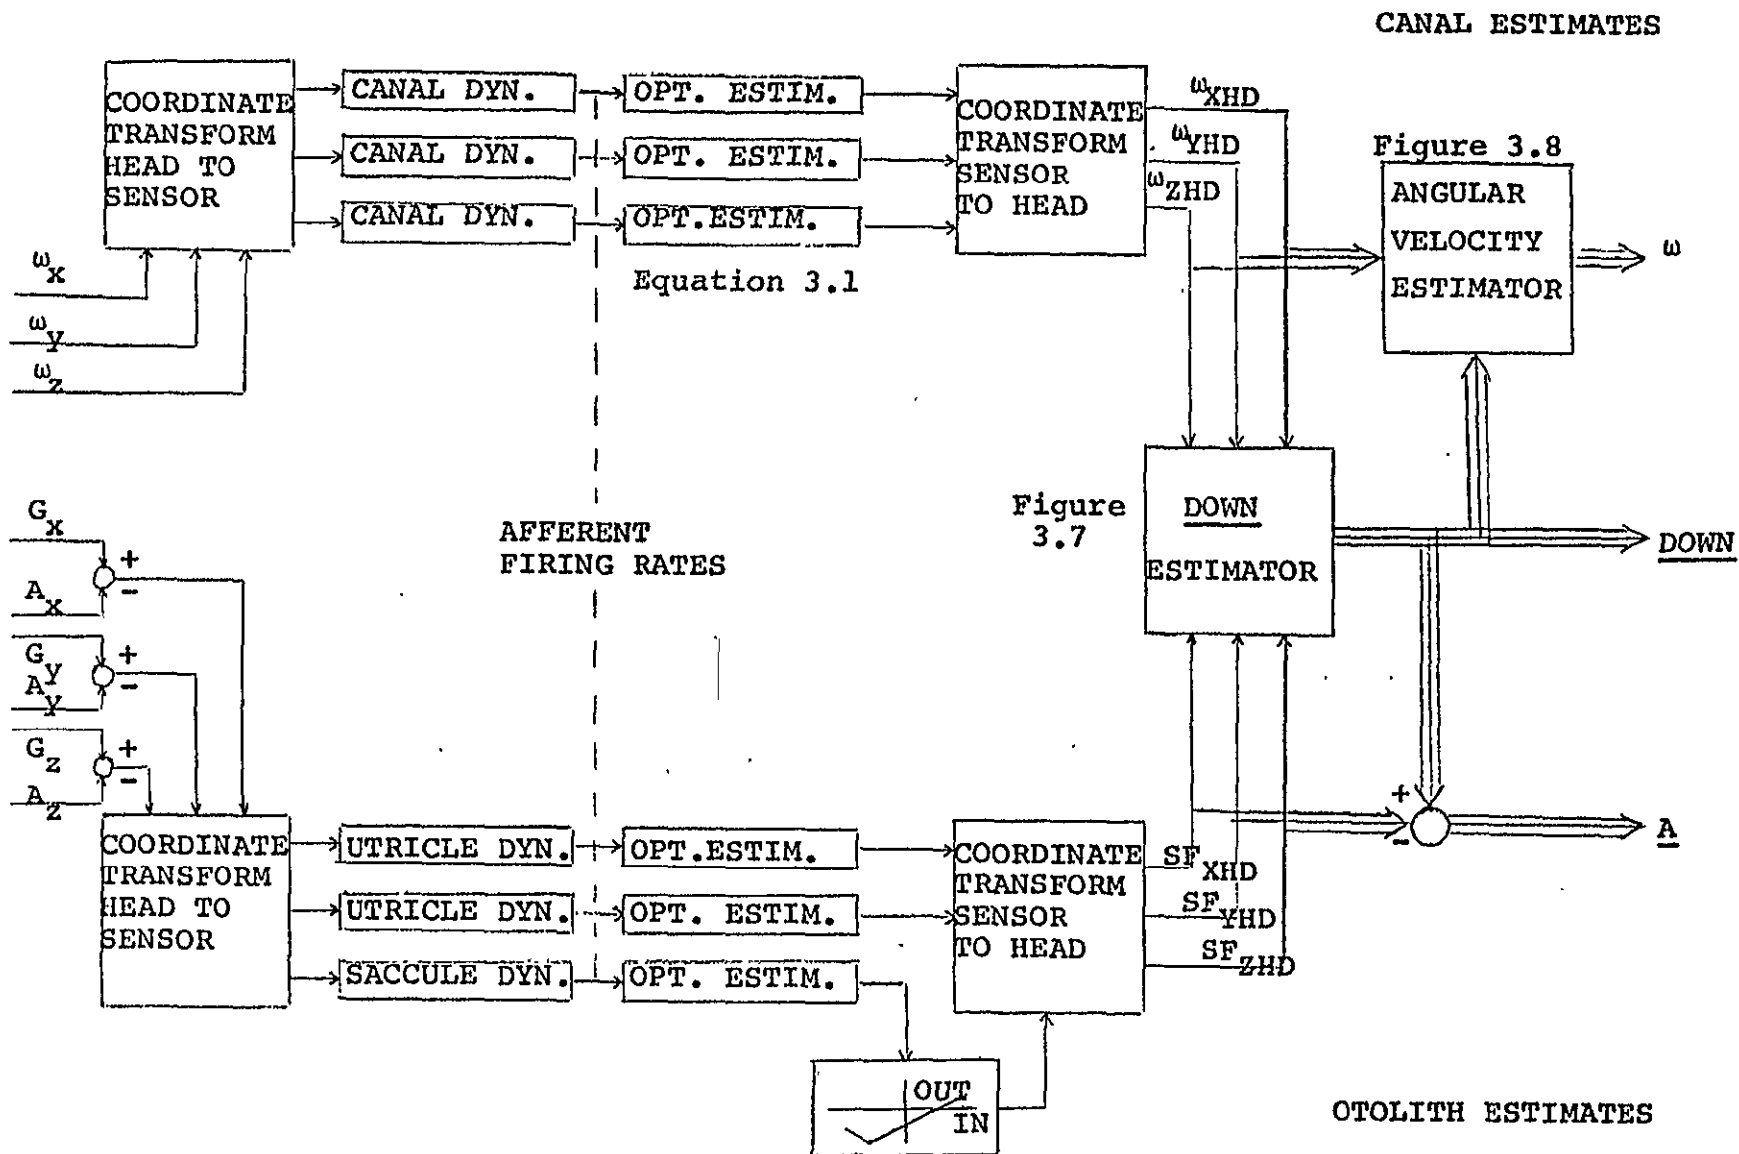 CANAL ESTIMATES
COORDINATE
TRANSFORM
HEAD TO
SENSOR
CANAL DYN.
OPT. ESTIM.
CANAL DYN.
OPT. ESTIM.
CANAL DYN.
OPT.ESTIM.
Equation 3.1
COORDINATE
TRANSFORM
SENSOR
TO HEAD
ωXHD
ωYHD
ωZHD
Figure 3.8
ANGULAR
VELOCITY
ESTIMATOR
ω
ωx
ωy
ωz
AFFERENT
FIRING RATES
Figure
3.7
DOWN
ESTIMATOR
DOWN
Gx
+
-
Ax
Gy
+
-
Ay
Gz
+
-
Az
COORDINATE
TRANSFORM
HEAD TO
SENSOR
UTRICLE DYN.
OPT.ESTIM.
UTRICLE DYN.
OPT. ESTIM.
SACCULE DYN.
OPT. ESTIM.
COORDINATE
TRANSFORM
SENSOR
TO HEAD
SFXHD
SFYHD
SFZHD
+
-
A
OUT
IN
OTOLITH ESTIMATES